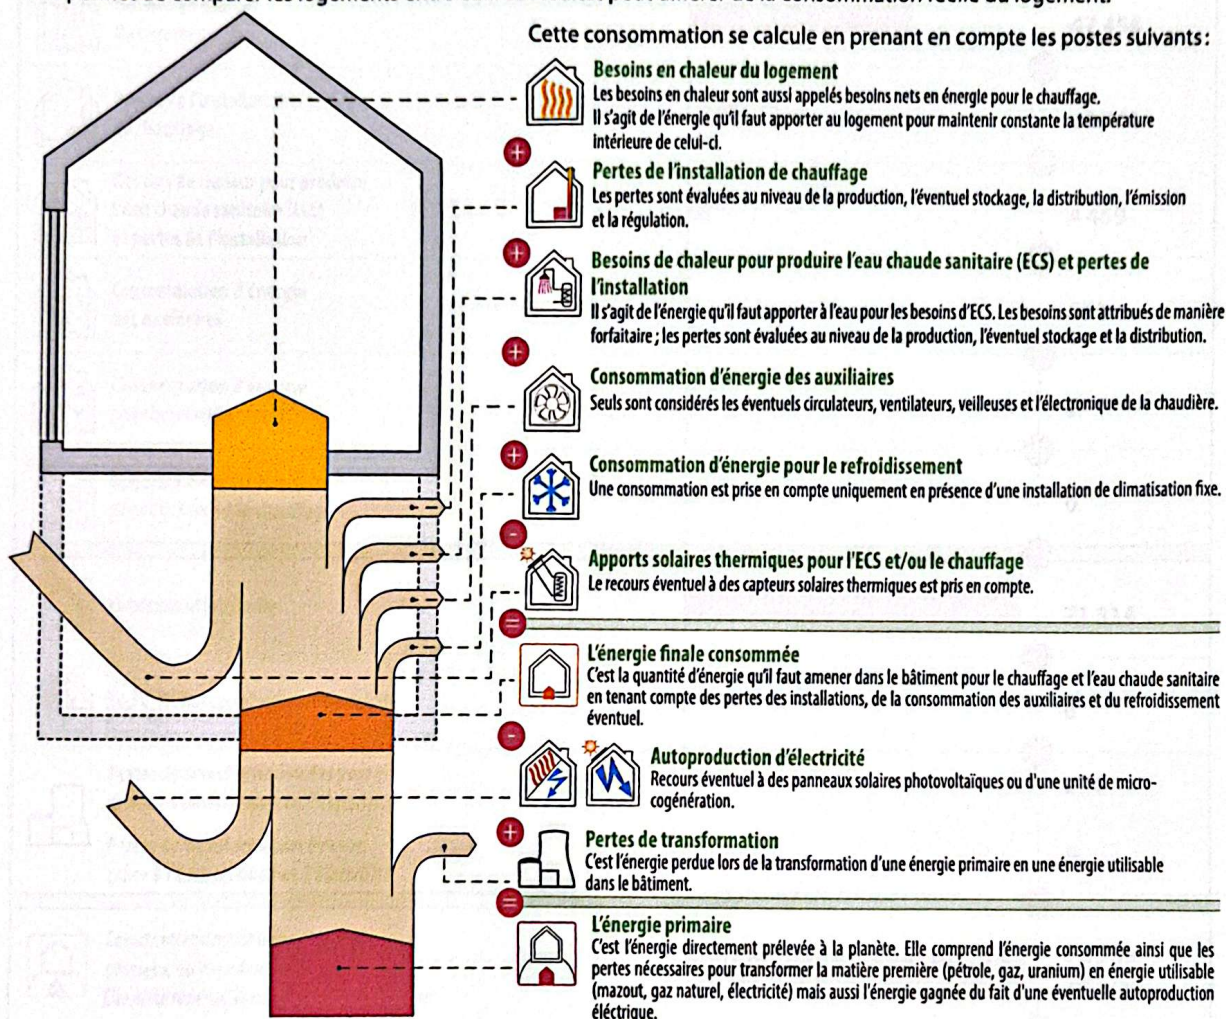 Cette consommation se calcule en prenant en compte les postes suivants :
Besoins en chaleur du logement
Les besoins en chaleur sont aussi appelés besoins nets en énergie pour le chauffage.
Il s'agit de l'énergie qu'il faut apporter au logement pour maintenir constante la température
intérieure de celui-ci.
+
Pertes de l'installation de chauffage
Les pertes sont évaluées au niveau de la production, l'éventuel stockage, la distribution, l'émission
et la régulation.
+
Besoins de chaleur pour produire l'eau chaude sanitaire (ECS) et pertes de
l'installation
Il s'agit de l'énergie qu'il faut apporter à l'eau pour les besoins d'ECS. Les besoins sont attribués de manière
forfaitaire ; les pertes sont évaluées au niveau de la production, l'éventuel stockage et la distribution.
+
Consommation d'énergie des auxiliaires
Seuls sont considérés les éventuels circulateurs, ventilateurs, veilleuses et l'électronique de la chaudière.
+
Consommation d'énergie pour le refroidissement
Une consommation est prise en compte uniquement en présence d'une installation de climatisation fixe.
-
Apports solaires thermiques pour l'ECS et/ou le chauffage
Le recours éventuel à des capteurs solaires thermiques est pris en compte.
=
L'énergie finale consommée
C'est la quantité d'énergie qu'il faut amener dans le bâtiment pour le chauffage et l'eau chaude sanitaire
en tenant compte des pertes des installations, de la consommation des auxiliaires et du refroidissement
éventuel.
-
Autoproduction d'électricité
Recours éventuel à des panneaux solaires photovoltaïques ou d'une unité de micro-
cogénération.
+
Pertes de transformation
C'est l'énergie perdue lors de la transformation d'une énergie primaire en une énergie utilisable
dans le bâtiment.
=
L'énergie primaire
C'est l'énergie directement prélevée à la planète. Elle comprend l'énergie consommée ainsi que les
pertes nécessaires pour transformer la matière première (pétrole, gaz, uranium) en énergie utilisable
(mazout, gaz naturel, électricité) mais aussi l'énergie gagnée du fait d'une éventuelle autoproduction
éléctrique.